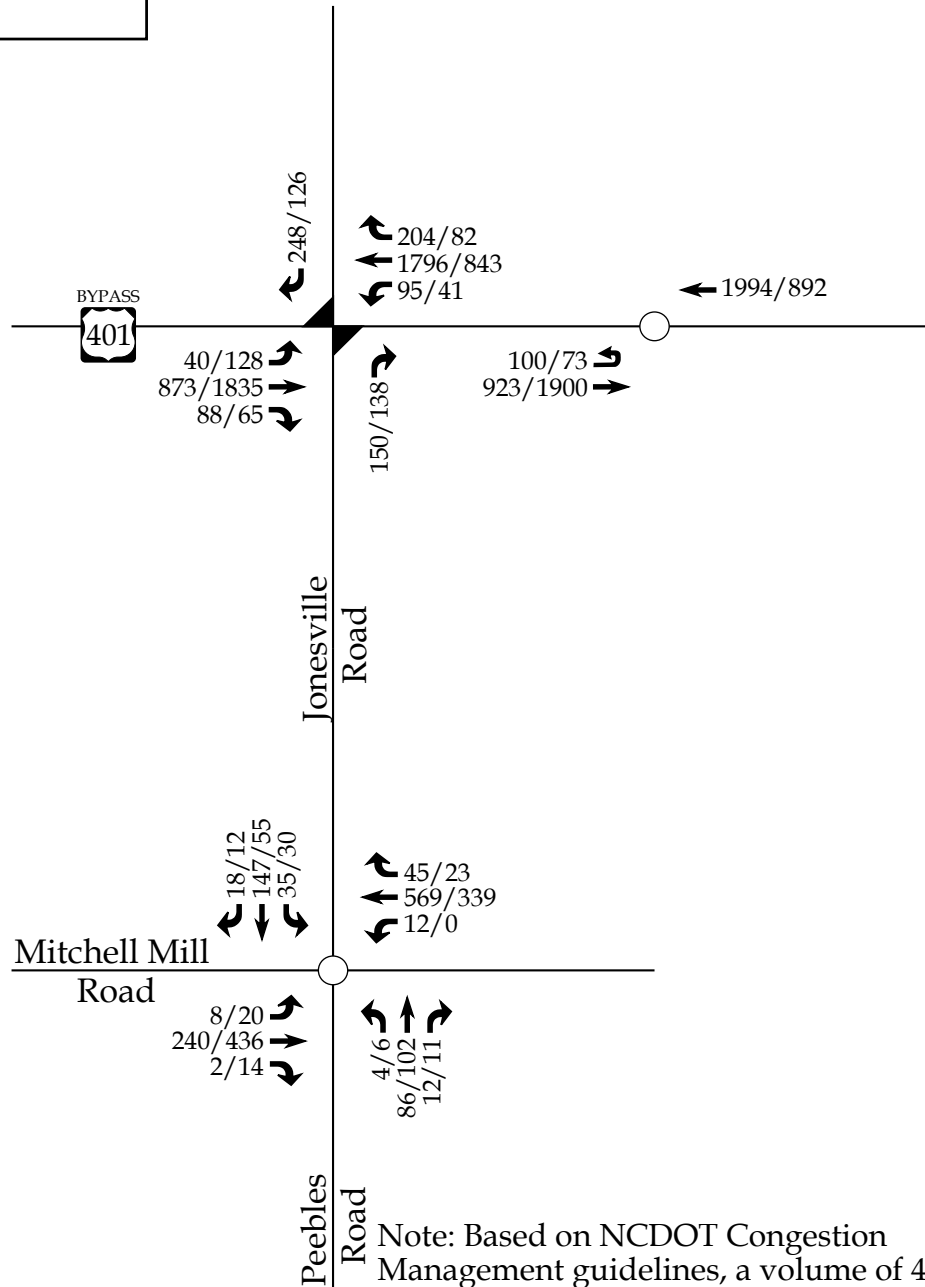 248/126
204/82
1796/843
95/41
1994/892
BYPASS
401
40/128
873/1835
88/65
150/138
100/73
923/1900
Jonesville
Road
18/12
147/55
35/30
45/23
569/339
12/0
Mitchell Mill
Road
8/20
240/436
2/14
4/6
86/102
12/11
Peebles
Road
Note: Based on NCDOT Congestion
Management guidelines, a volume of 4